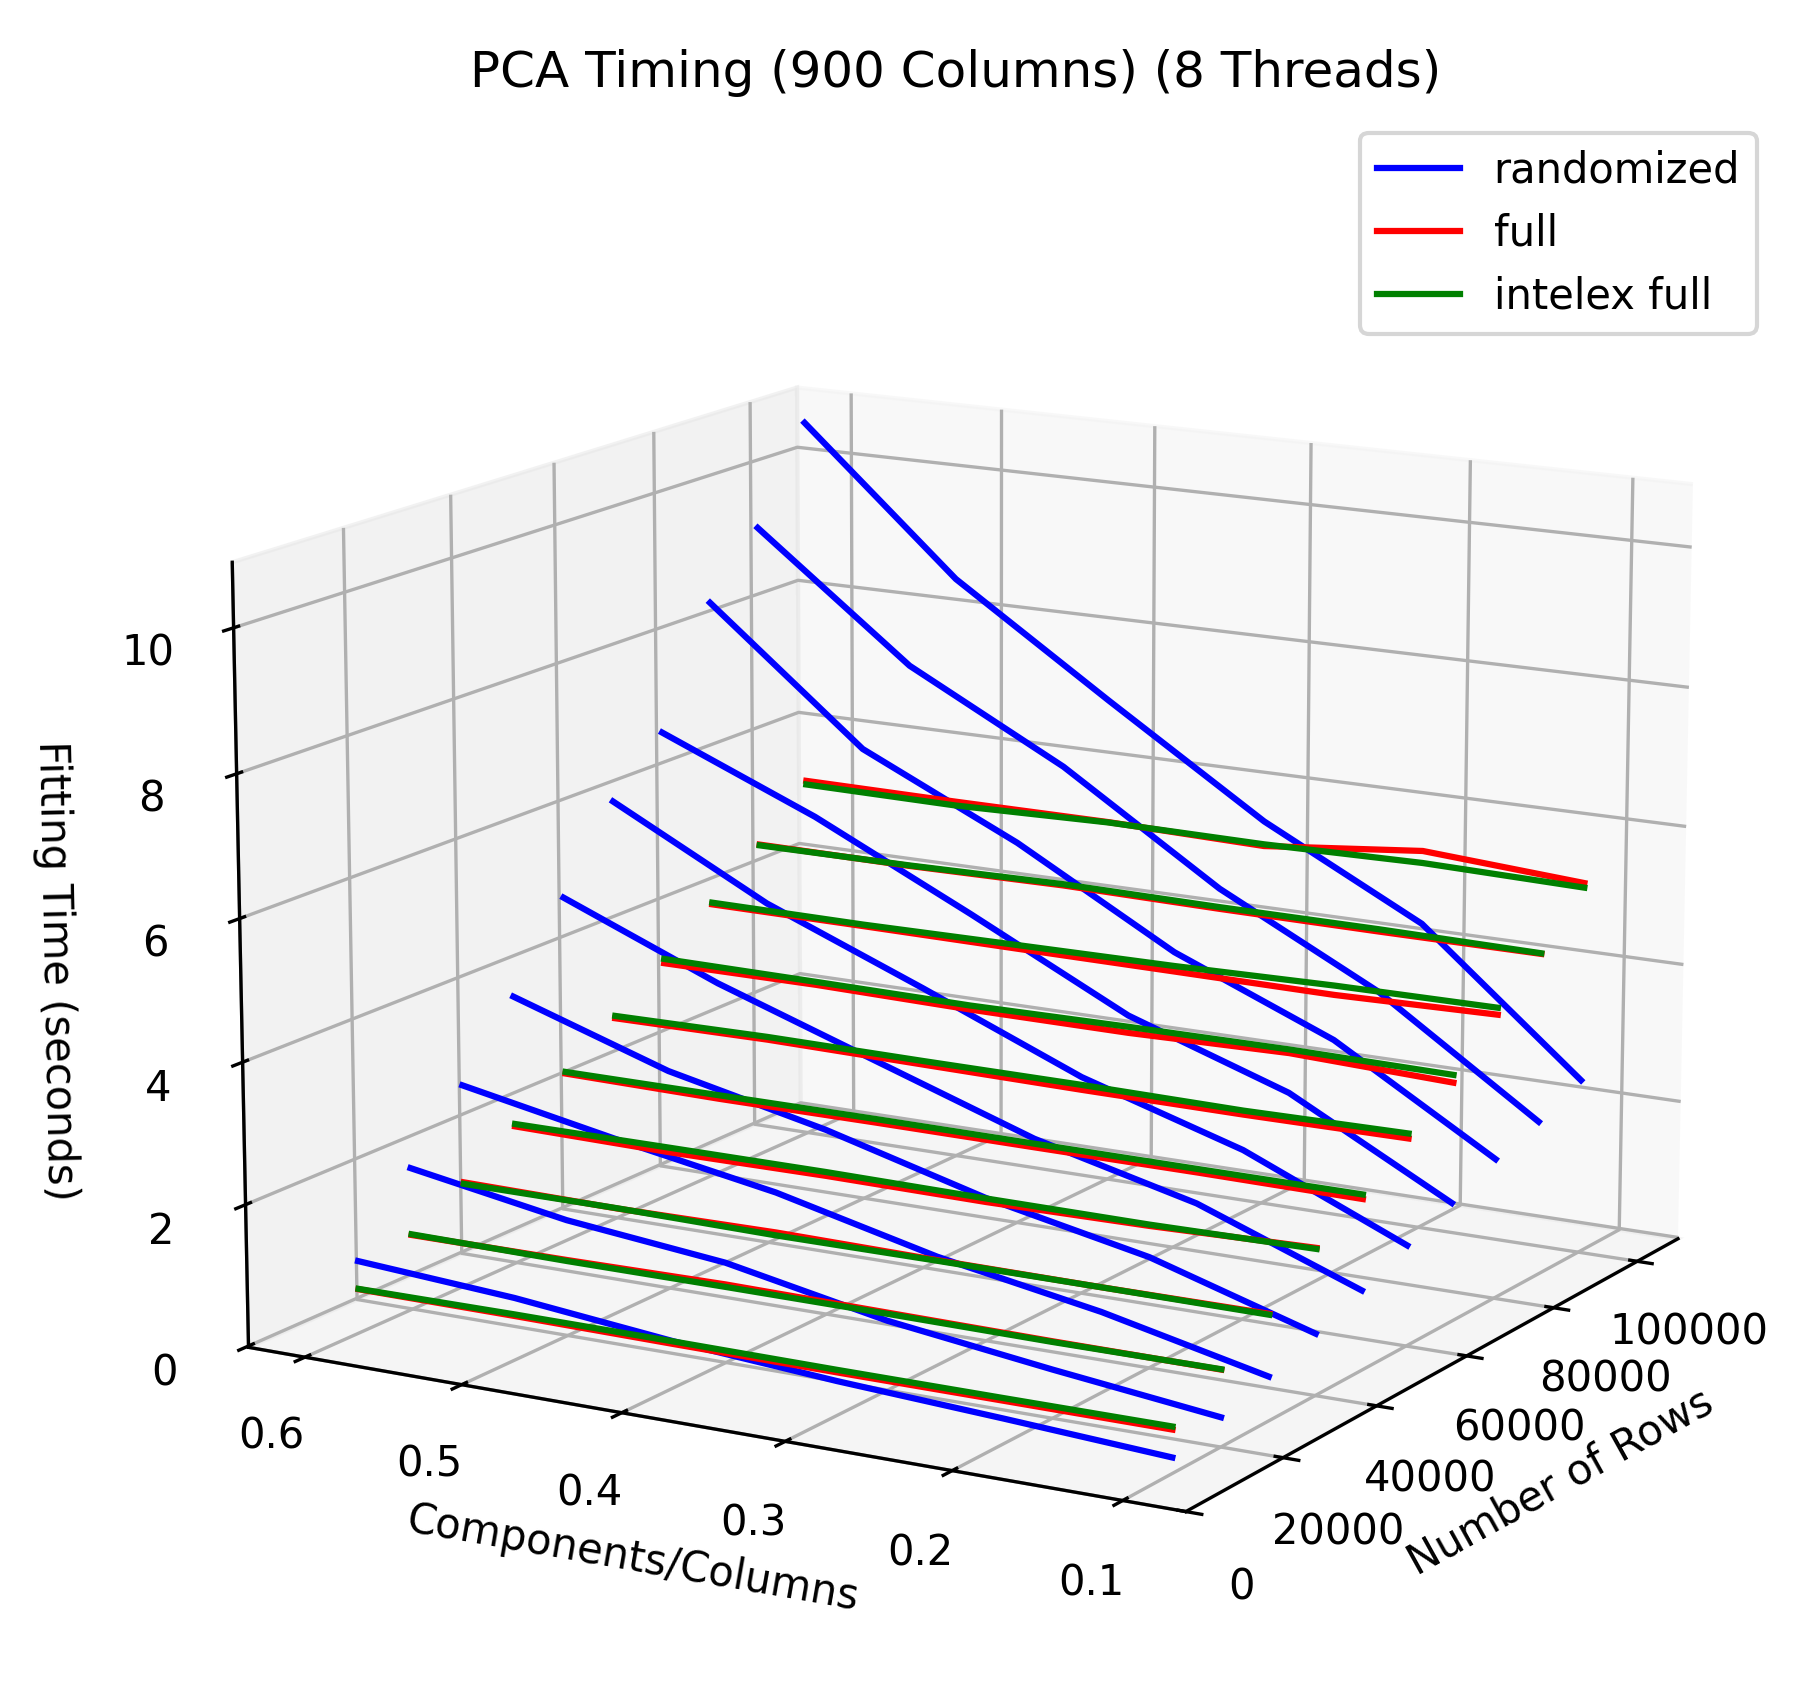 PCA Timing (900 Columns) (8 Threads)
randomized
full
intelex full
10
8
6
4
2
0
Fitting Time (seconds)
0.6
0.5
0.4
0.3
0.2
0.1
Components/Columns
0
20000
40000
60000
80000
100000
Number of Rows